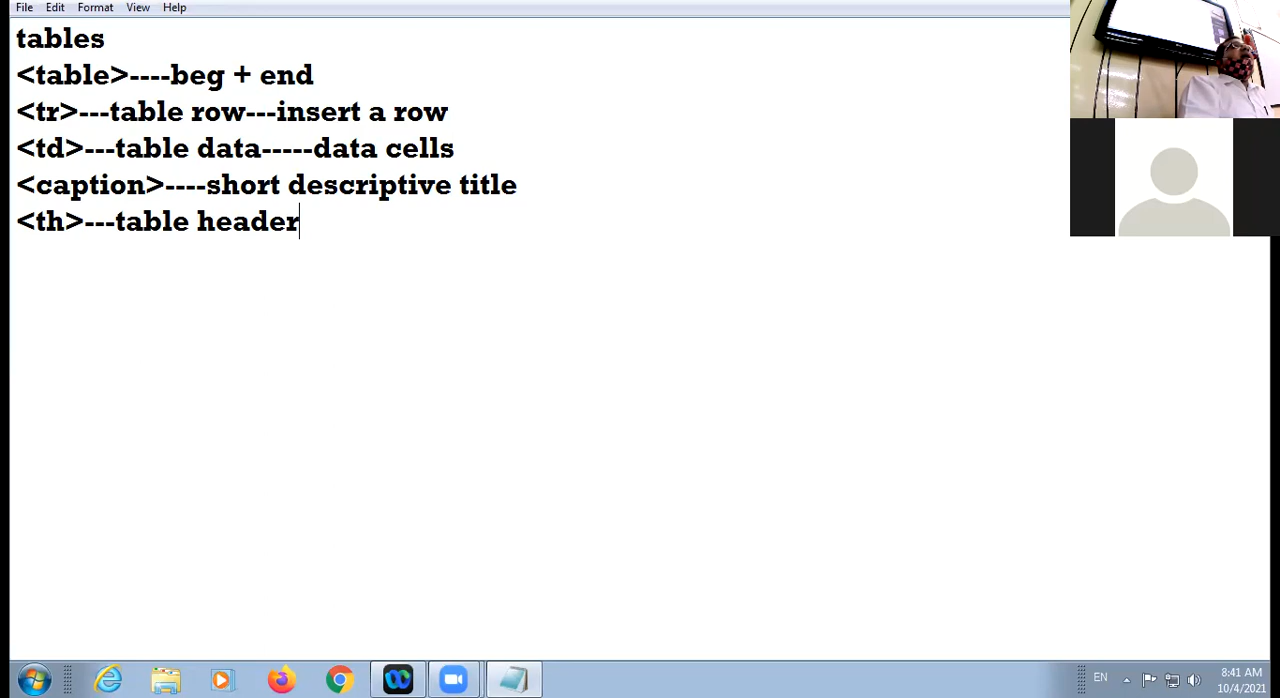 File Edit Format View Help
tables
<table>----beg + end
<tr>---table row---insert a row
<td>---table data-----data cells
<caption>----short descriptive title
<th>---table header
EN
8:41 AM
10/4/2021